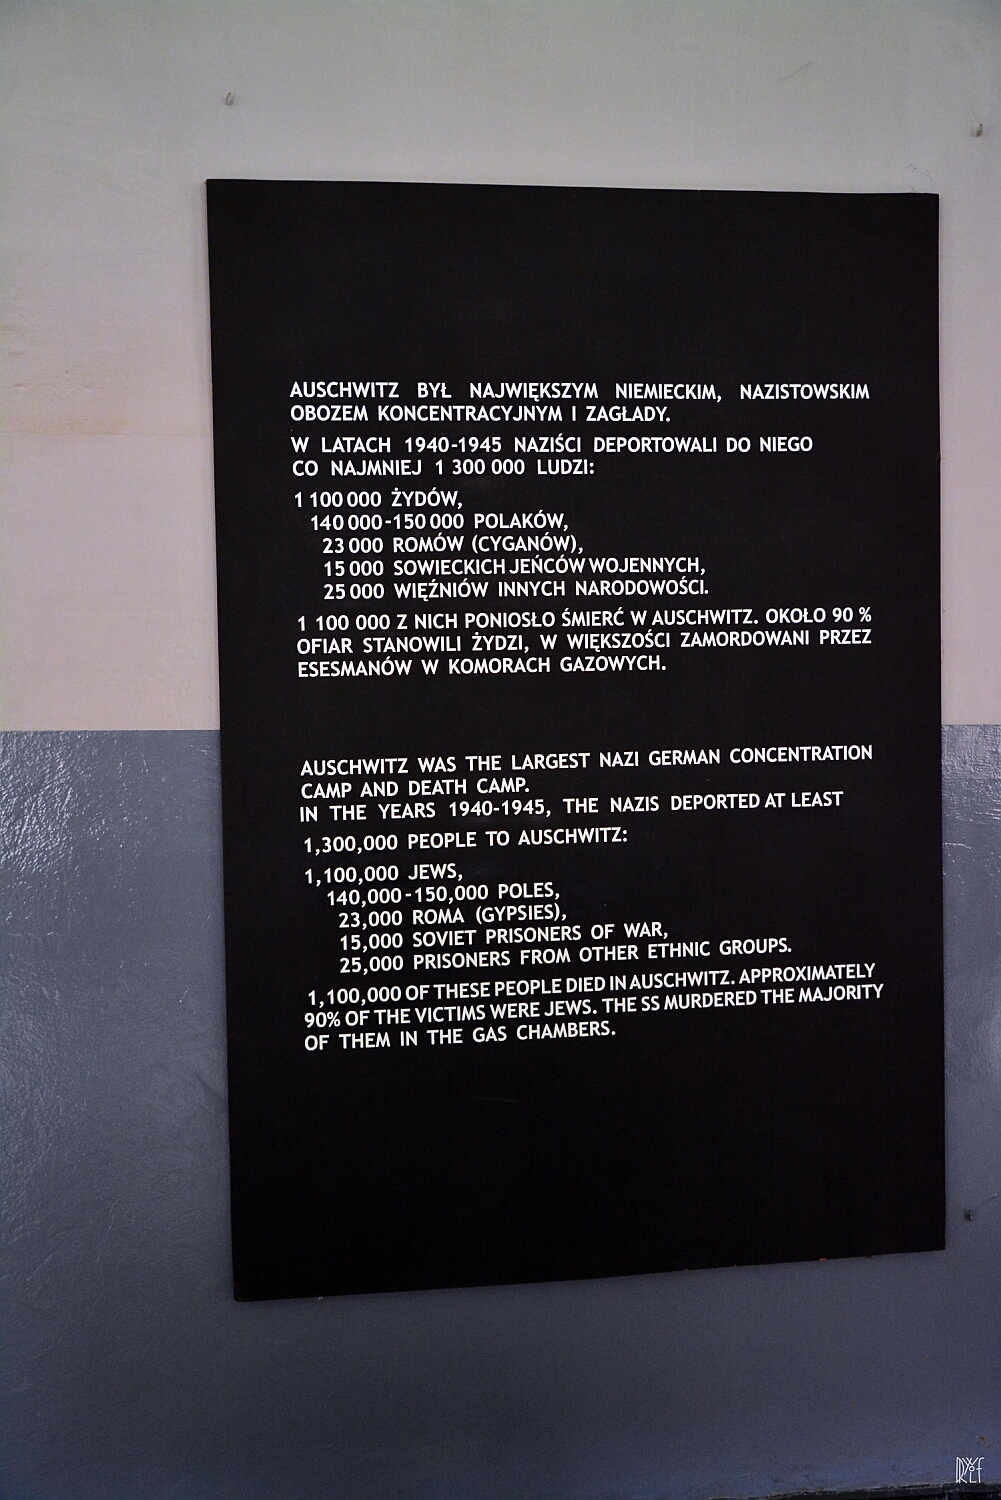 AUSCHWITZ BYŁ NAJWIĘKSZYM NIEMIECKIM, NAZISTOWSKIM
OBOZEM KONCENTRACYJNYM I ZAGŁADY.
W LATACH 1940-1945 NAZIŚCI DEPORTOWALI DO NIEGO
CO NAJMNIEJ 1 300 000 LUDZI:
1 100 000 ŻYDÓW,
140 000-150 000 POLAKÓW,
23 000 ROMÓW (CYGANÓW),
15 000 SOWIECKICH JEŃCÓW WOJENNYCH,
25 000 WIĘŹNIÓW INNYCH NARODOWOŚCI.
1 100 000 Z NICH PONIOSŁO ŚMIERĆ W AUSCHWITZ. OKOŁO 90 %
OFIAR STANOWILI ŻYDZI, W WIĘKSZOŚCI ZAMORDOWANI PRZEZ
ESESMANÓW W KOMORACH GAZOWYCH.
AUSCHWITZ WAS THE LARGEST NAZI GERMAN CONCENTRATION
CAMP AND DEATH CAMP.
IN THE YEARS 1940-1945, THE NAZIS DEPORTED AT LEAST
1,300,000 PEOPLE TO AUSCHWITZ:
1,100,000 JEWS,
140,000-150,000 POLES,
23,000 ROMA (GYPSIES),
15,000 SOVIET PRISONERS OF WAR,
25,000 PRISONERS FROM OTHER ETHNIC GROUPS.
1,100,000 OF THESE PEOPLE DIED IN AUSCHWITZ. APPROXIMATELY
90% OF THE VICTIMS WERE JEWS. THE SS MURDERED THE MAJORITY
OF THEM IN THE GAS CHAMBERS.